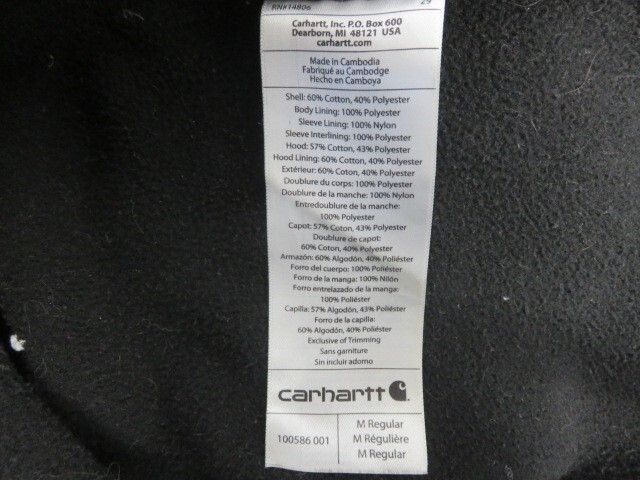 RN#14806
29
Carhartt, Inc. P.O. Box 600
Dearborn, MI 48121 USA
carhartt.com
Made in Cambodia
Fabriqué au Cambodge
Hecho en Camboya
Shell: 60% Cotton, 40% Polyester
Body Lining: 100% Polyester
Sleeve Lining: 100% Nylon
Sleeve Interlining: 100% Polyester
Hood: 57% Cotton, 43% Polyester
Hood Lining: 60% Cotton, 40% Polyester
Extérieur: 60% Coton, 40% Polyester
Doublure du corps: 100% Polyester
Doublure de la manche: 100% Nylon
Entredoublure de la manche:
100% Polyester
Capot: 57% Coton, 43% Polyester
Doublure de capot:
60% Coton, 40% Polyester
Armazón: 60% Algodón, 40% Poliéster
Forro del cuerpo: 100% Poliéster
Forro de la manga: 100% Nilón
Forro entrelazado de la manga:
100% Poliéster
Capilla: 57% Algodón, 43% Poliéster
Forro de la capilla:
60% Algodón, 40% Poliéster
Exclusive of Trimming
Sans garniture
Sin incluir adorno
carhartt
100586 001
M Regular
M Régulière
M Regular